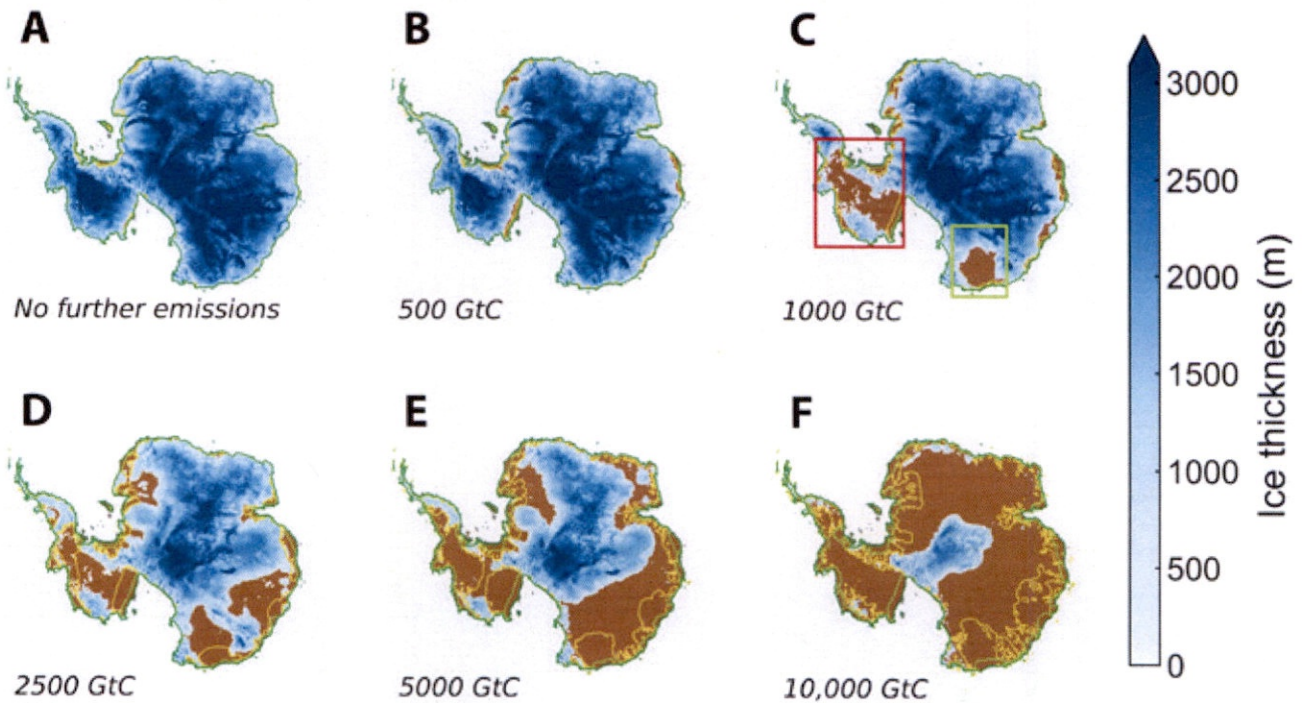 A
B
C
No further emissions
500 GtC
1000 GtC
D
E
F
2500 GtC
5000 GtC
10,000 GtC
3000
2500
2000
1500
1000
500
0
Ice thickness (m)